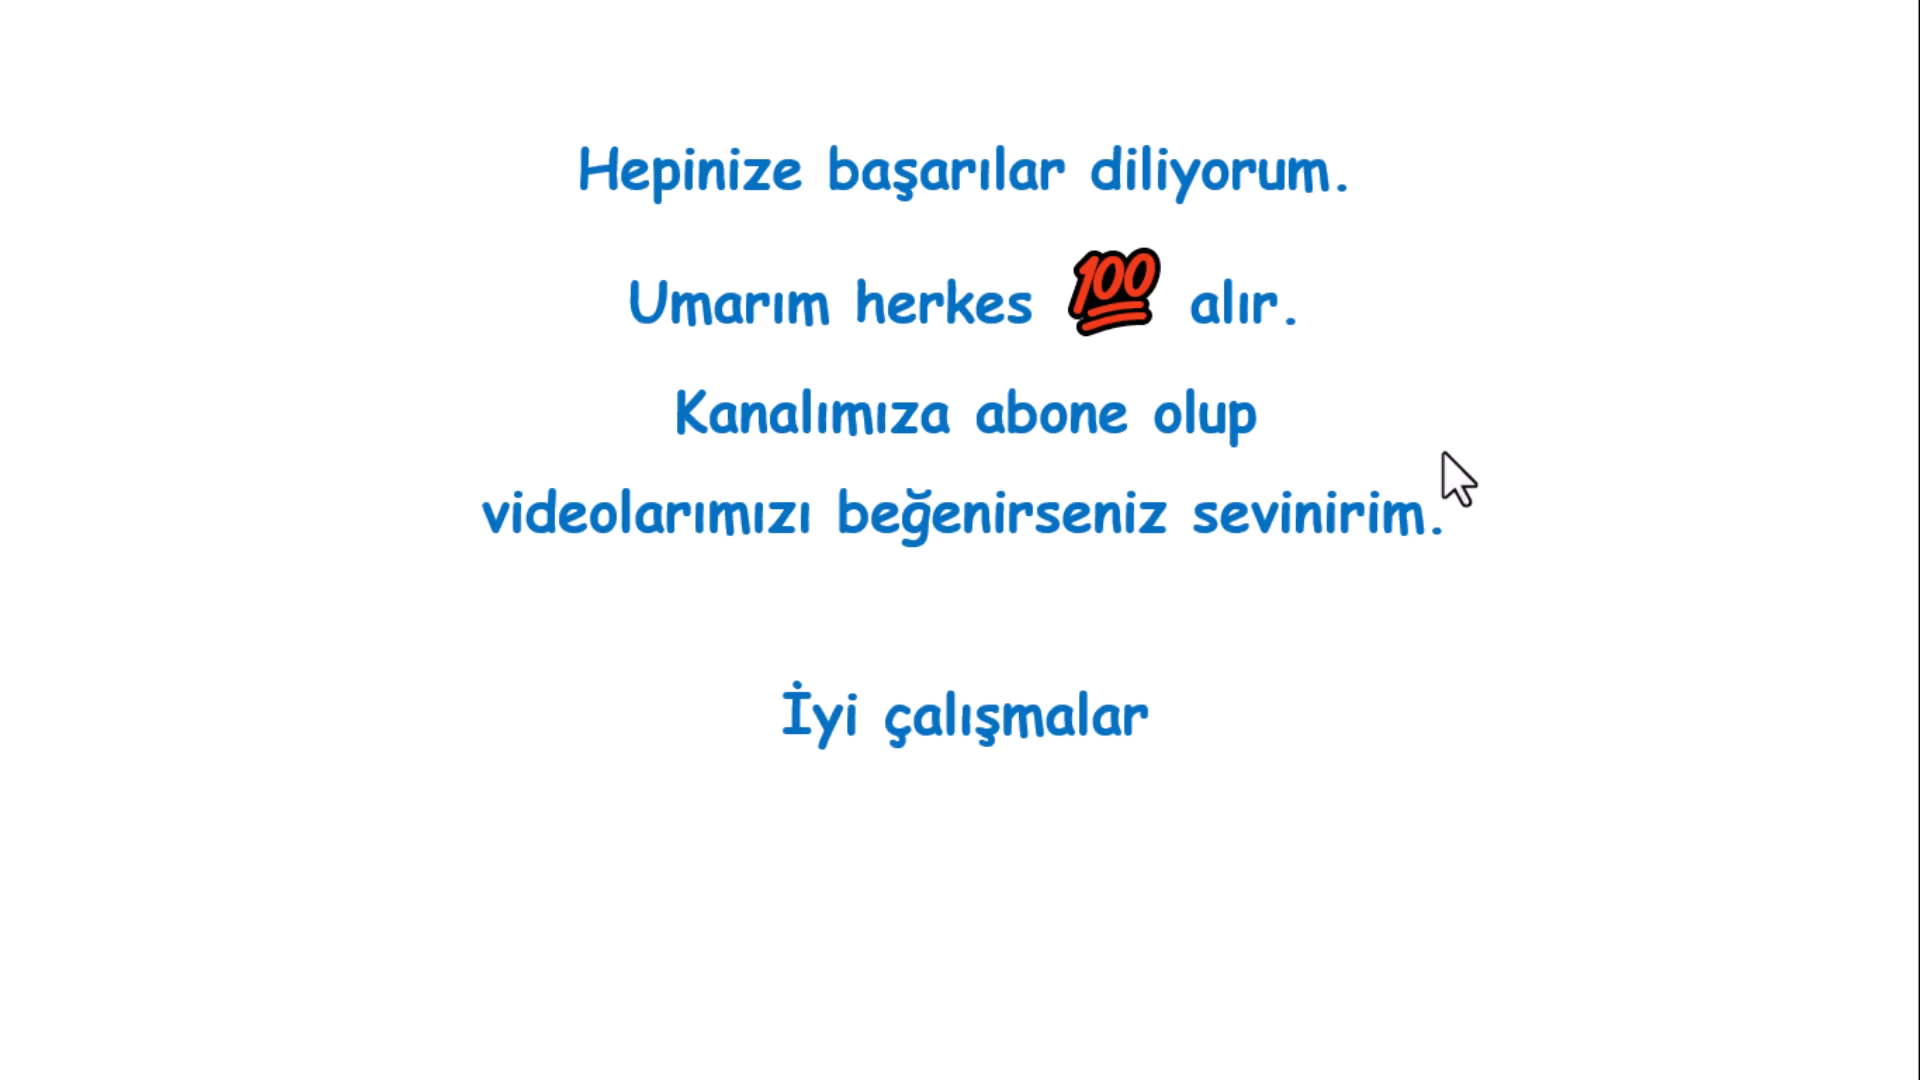 Hepinize başarılar diliyorum.
Umarım herkes 💯 alır.
Kanalımıza abone olup
videolarımızı beğenirseniz sevinirim.
İyi çalışmalar